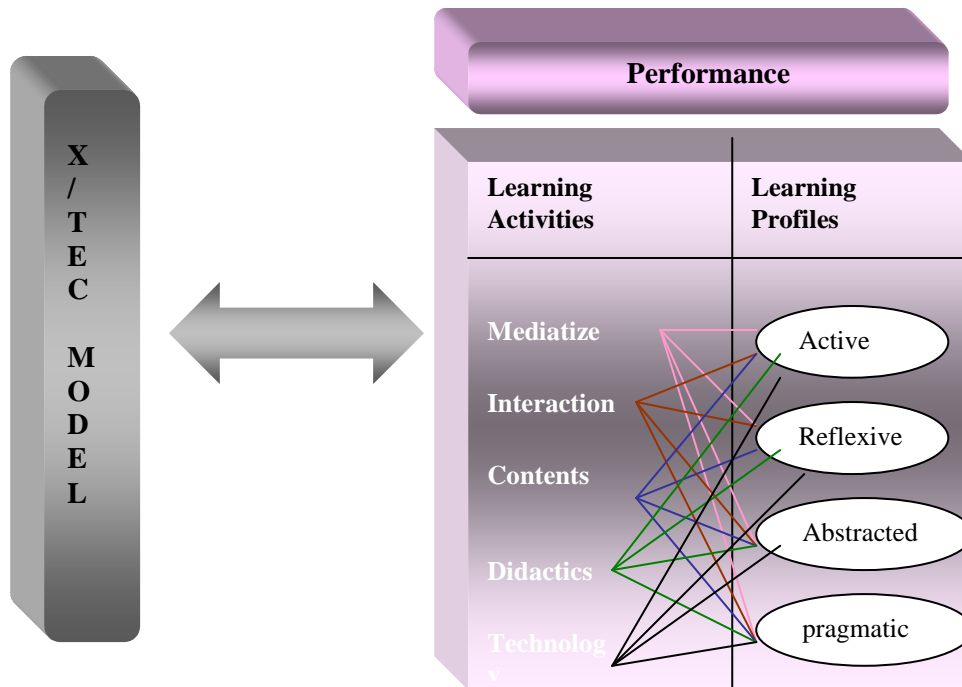 X
/
T
E
C
M
O
D
E
L
Performance
Learning
Activities
Learning
Profiles
Mediatize
Active
Interaction
Reflexive
Contents
Abstracted
Didactics
pragmatic
Technolog
y